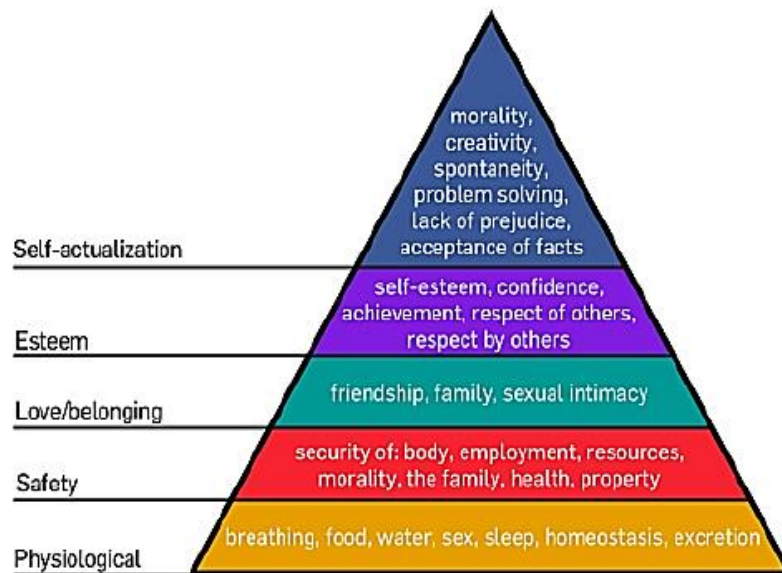 morality,
creativity,
spontaneity,
problem solving,
lack of prejudice,
acceptance of facts
Self-actualization
self-esteem, confidence,
achievement, respect of others,
respect by others
Esteem
friendship, family, sexual intimacy
Love/belonging
security of: body, employment, resources,
morality, the family, health, property
Safety
breathing, food, water, sex, sleep, homeostasis, excretion
Physiological